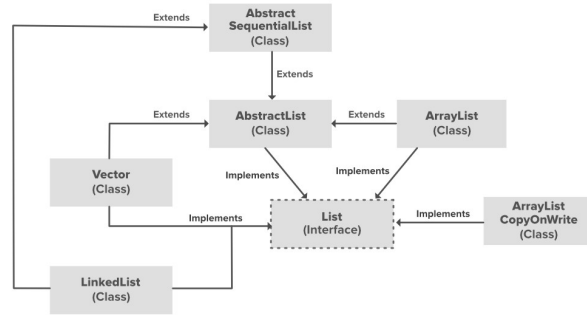 Abstract
SequentialList
(Class)
Extends
Extends
Extends
AbstractList
(Class)
Extends
ArrayList
(Class)
Implements
Implements
Vector
(Class)
Implements
List
(Interface)
Implements
ArrayList
CopyOnWrite
(Class)
LinkedList
(Class)